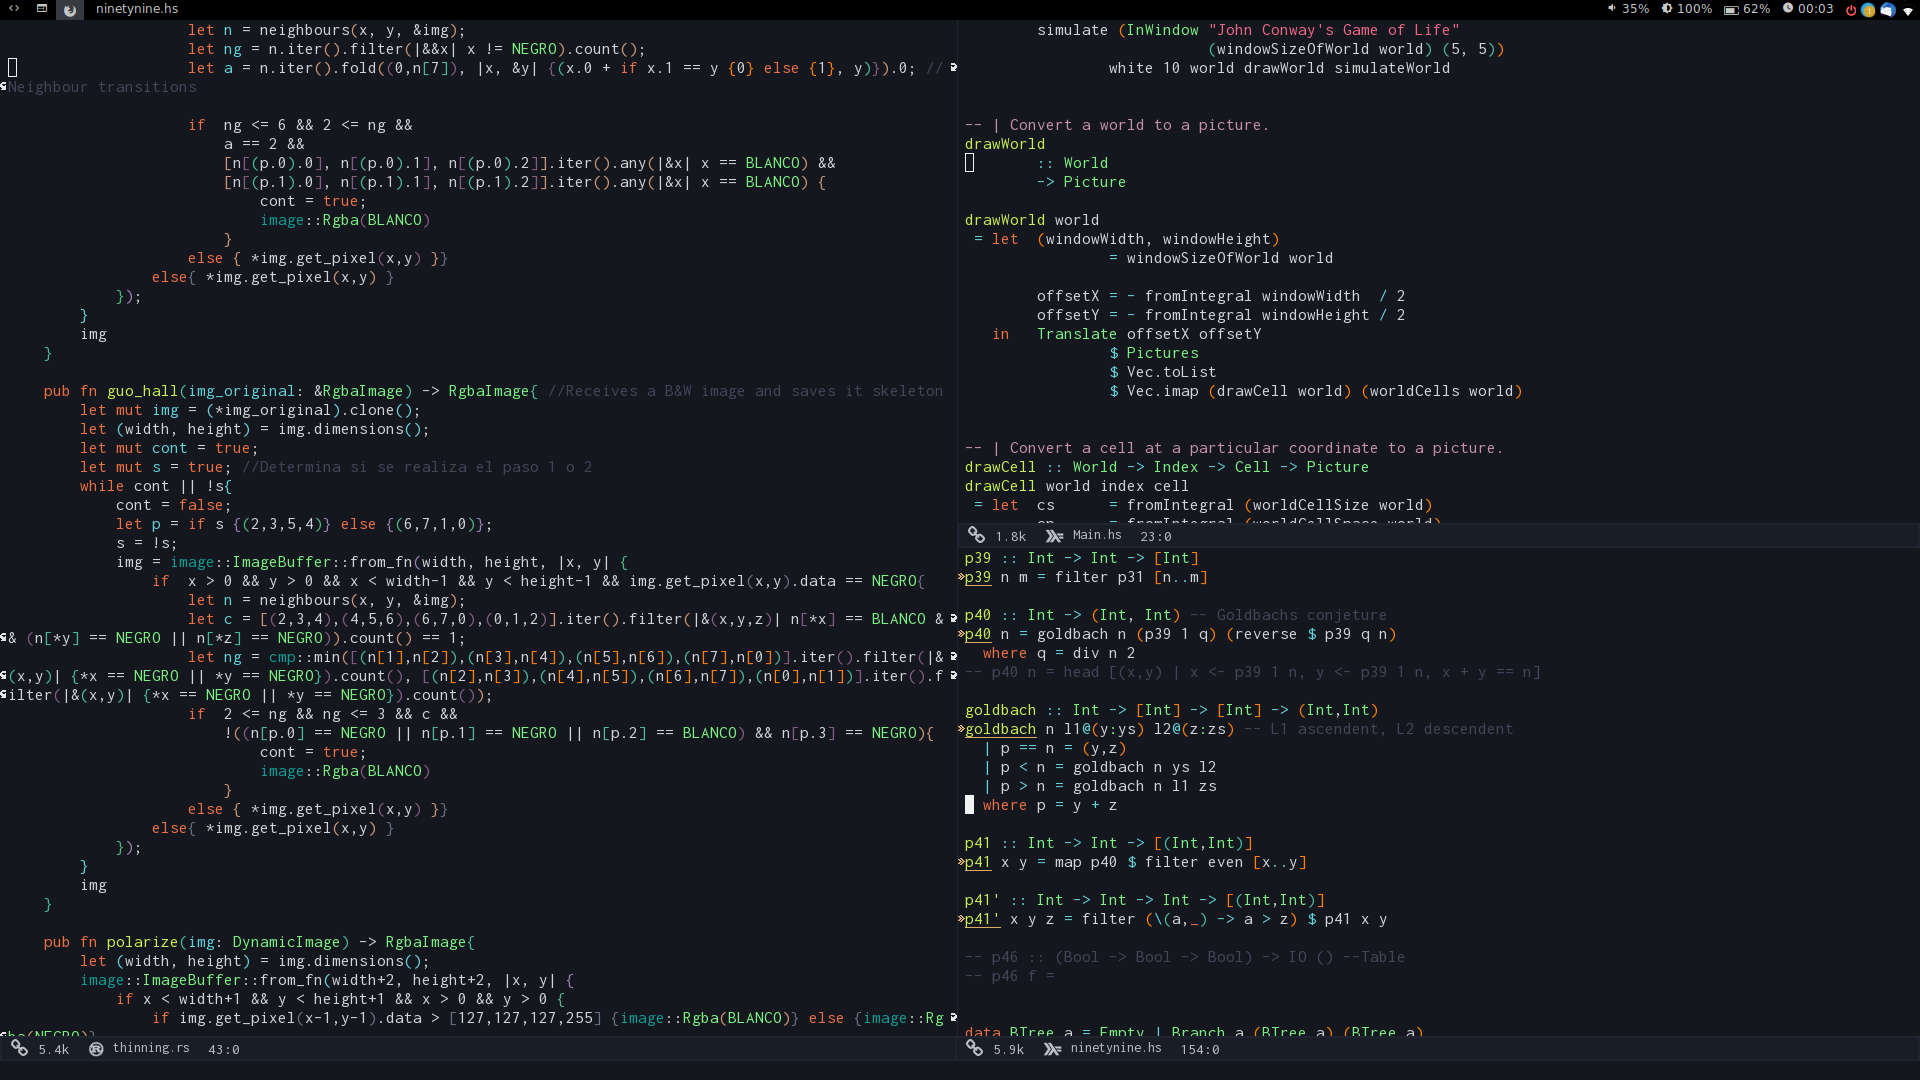 ninetynine.hs
35% 100% 62% 00:03
let n = neighbours(x, y, &img);
let ng = n.iter().filter(|&&x| x != NEGRO).count();
let a = n.iter().fold((0,n[7]), |x, &y| {(x.0 + if x.1 == y {0} else {1}, y)}).0; //
Neighbour transitions
if  ng <= 6 && 2 <= ng &&
a == 2 &&
[n[(p.0).0], n[(p.0).1], n[(p.0).2]].iter().any(|&x| x == BLANCO) &&
[n[(p.1).0], n[(p.1).1], n[(p.1).2]].iter().any(|&x| x == BLANCO) {
cont = true;
image::Rgba(BLANCO)
}
else { *img.get_pixel(x,y) }}
else{ *img.get_pixel(x,y) }
});
}
img
}
pub fn guo_hall(img_original: &RgbaImage) -> RgbaImage{ //Receives a B&W image and saves it skeleton
let mut img = (*img_original).clone();
let (width, height) = img.dimensions();
let mut cont = true;
let mut s = true; //Determina si se realiza el paso 1 o 2
while cont || !s{
cont = false;
let p = if s {(2,3,5,4)} else {(6,7,1,0)};
s = !s;
img = image::ImageBuffer::from_fn(width, height, |x, y| {
if  x > 0 && y > 0 && x < width-1 && y < height-1 && img.get_pixel(x,y).data == NEGRO{
let n = neighbours(x, y, &img);
let c = [(2,3,4),(4,5,6),(6,7,0),(0,1,2)].iter().filter(|&(x,y,z)| n[*x] == BLANCO &
& (n[*y] == NEGRO || n[*z] == NEGRO)).count() == 1;
let ng = cmp::min([(n[1],n[2]),(n[3],n[4]),(n[5],n[6]),(n[7],n[0])].iter().filter(|&
(x,y)| {*x == NEGRO || *y == NEGRO}).count(), [(n[2],n[3]),(n[4],n[5]),(n[6],n[7]),(n[0],n[1])].iter().f
ilter(|&(x,y)| {*x == NEGRO || *y == NEGRO}).count());
if  2 <= ng && ng <= 3 && c &&
!((n[p.0] == NEGRO || n[p.1] == NEGRO || n[p.2] == BLANCO) && n[p.3] == NEGRO){
cont = true;
image::Rgba(BLANCO)
}
else { *img.get_pixel(x,y) }}
else{ *img.get_pixel(x,y) }
});
}
img
}
pub fn polarize(img: DynamicImage) -> RgbaImage{
let (width, height) = img.dimensions();
image::ImageBuffer::from_fn(width+2, height+2, |x, y| {
if x < width+1 && y < height+1 && x > 0 && y > 0 {
if img.get_pixel(x-1,y-1).data > [127,127,127,255] {image::Rgba(BLANCO)} else {image::Rg
ba(NEGRO)}
5.4k thinning.rs 43:0
simulate (InWindow "John Conway's Game of Life"
(windowSizeOfWorld world) (5, 5))
white 10 world drawWorld simulateWorld
-- | Convert a world to a picture.
drawWorld
:: World
-> Picture
drawWorld world
= let  (windowWidth, windowHeight)
= windowSizeOfWorld world
offsetX = - fromIntegral windowWidth  / 2
offsetY = - fromIntegral windowHeight / 2
in   Translate offsetX offsetY
$ Pictures
$ Vec.toList
$ Vec.imap (drawCell world) (worldCells world)
-- | Convert a cell at a particular coordinate to a picture.
drawCell :: World -> Index -> Cell -> Picture
drawCell world index cell
= let  cs      = fromIntegral (worldCellSize world)
cp      = fromIntegral (worldCellSpace world)
1.8k Main.hs 23:0
p39 :: Int -> Int -> [Int]
p39 n m = filter p31 [n..m]
p40 :: Int -> (Int, Int) -- Goldbachs conjeture
p40 n = goldbach n (p39 1 q) (reverse $ p39 q n)
where q = div n 2
-- p40 n = head [(x,y) | x <- p39 1 n, y <- p39 1 n, x + y == n]
goldbach :: Int -> [Int] -> [Int] -> (Int,Int)
goldbach n l1@(y:ys) l2@(z:zs) -- L1 ascendent, L2 descendent
| p == n = (y,z)
| p < n = goldbach n ys l2
| p > n = goldbach n l1 zs
where p = y + z
p41 :: Int -> Int -> [(Int,Int)]
p41 x y = map p40 $ filter even [x..y]
p41' :: Int -> Int -> Int -> [(Int,Int)]
p41' x y z = filter (\(a,_) -> a > z) $ p41 x y
-- p46 :: (Bool -> Bool -> Bool) -> IO () --Table
-- p46 f =
data BTree a = Empty | Branch a (BTree a) (BTree a)
5.9k ninetynine.hs 154:0